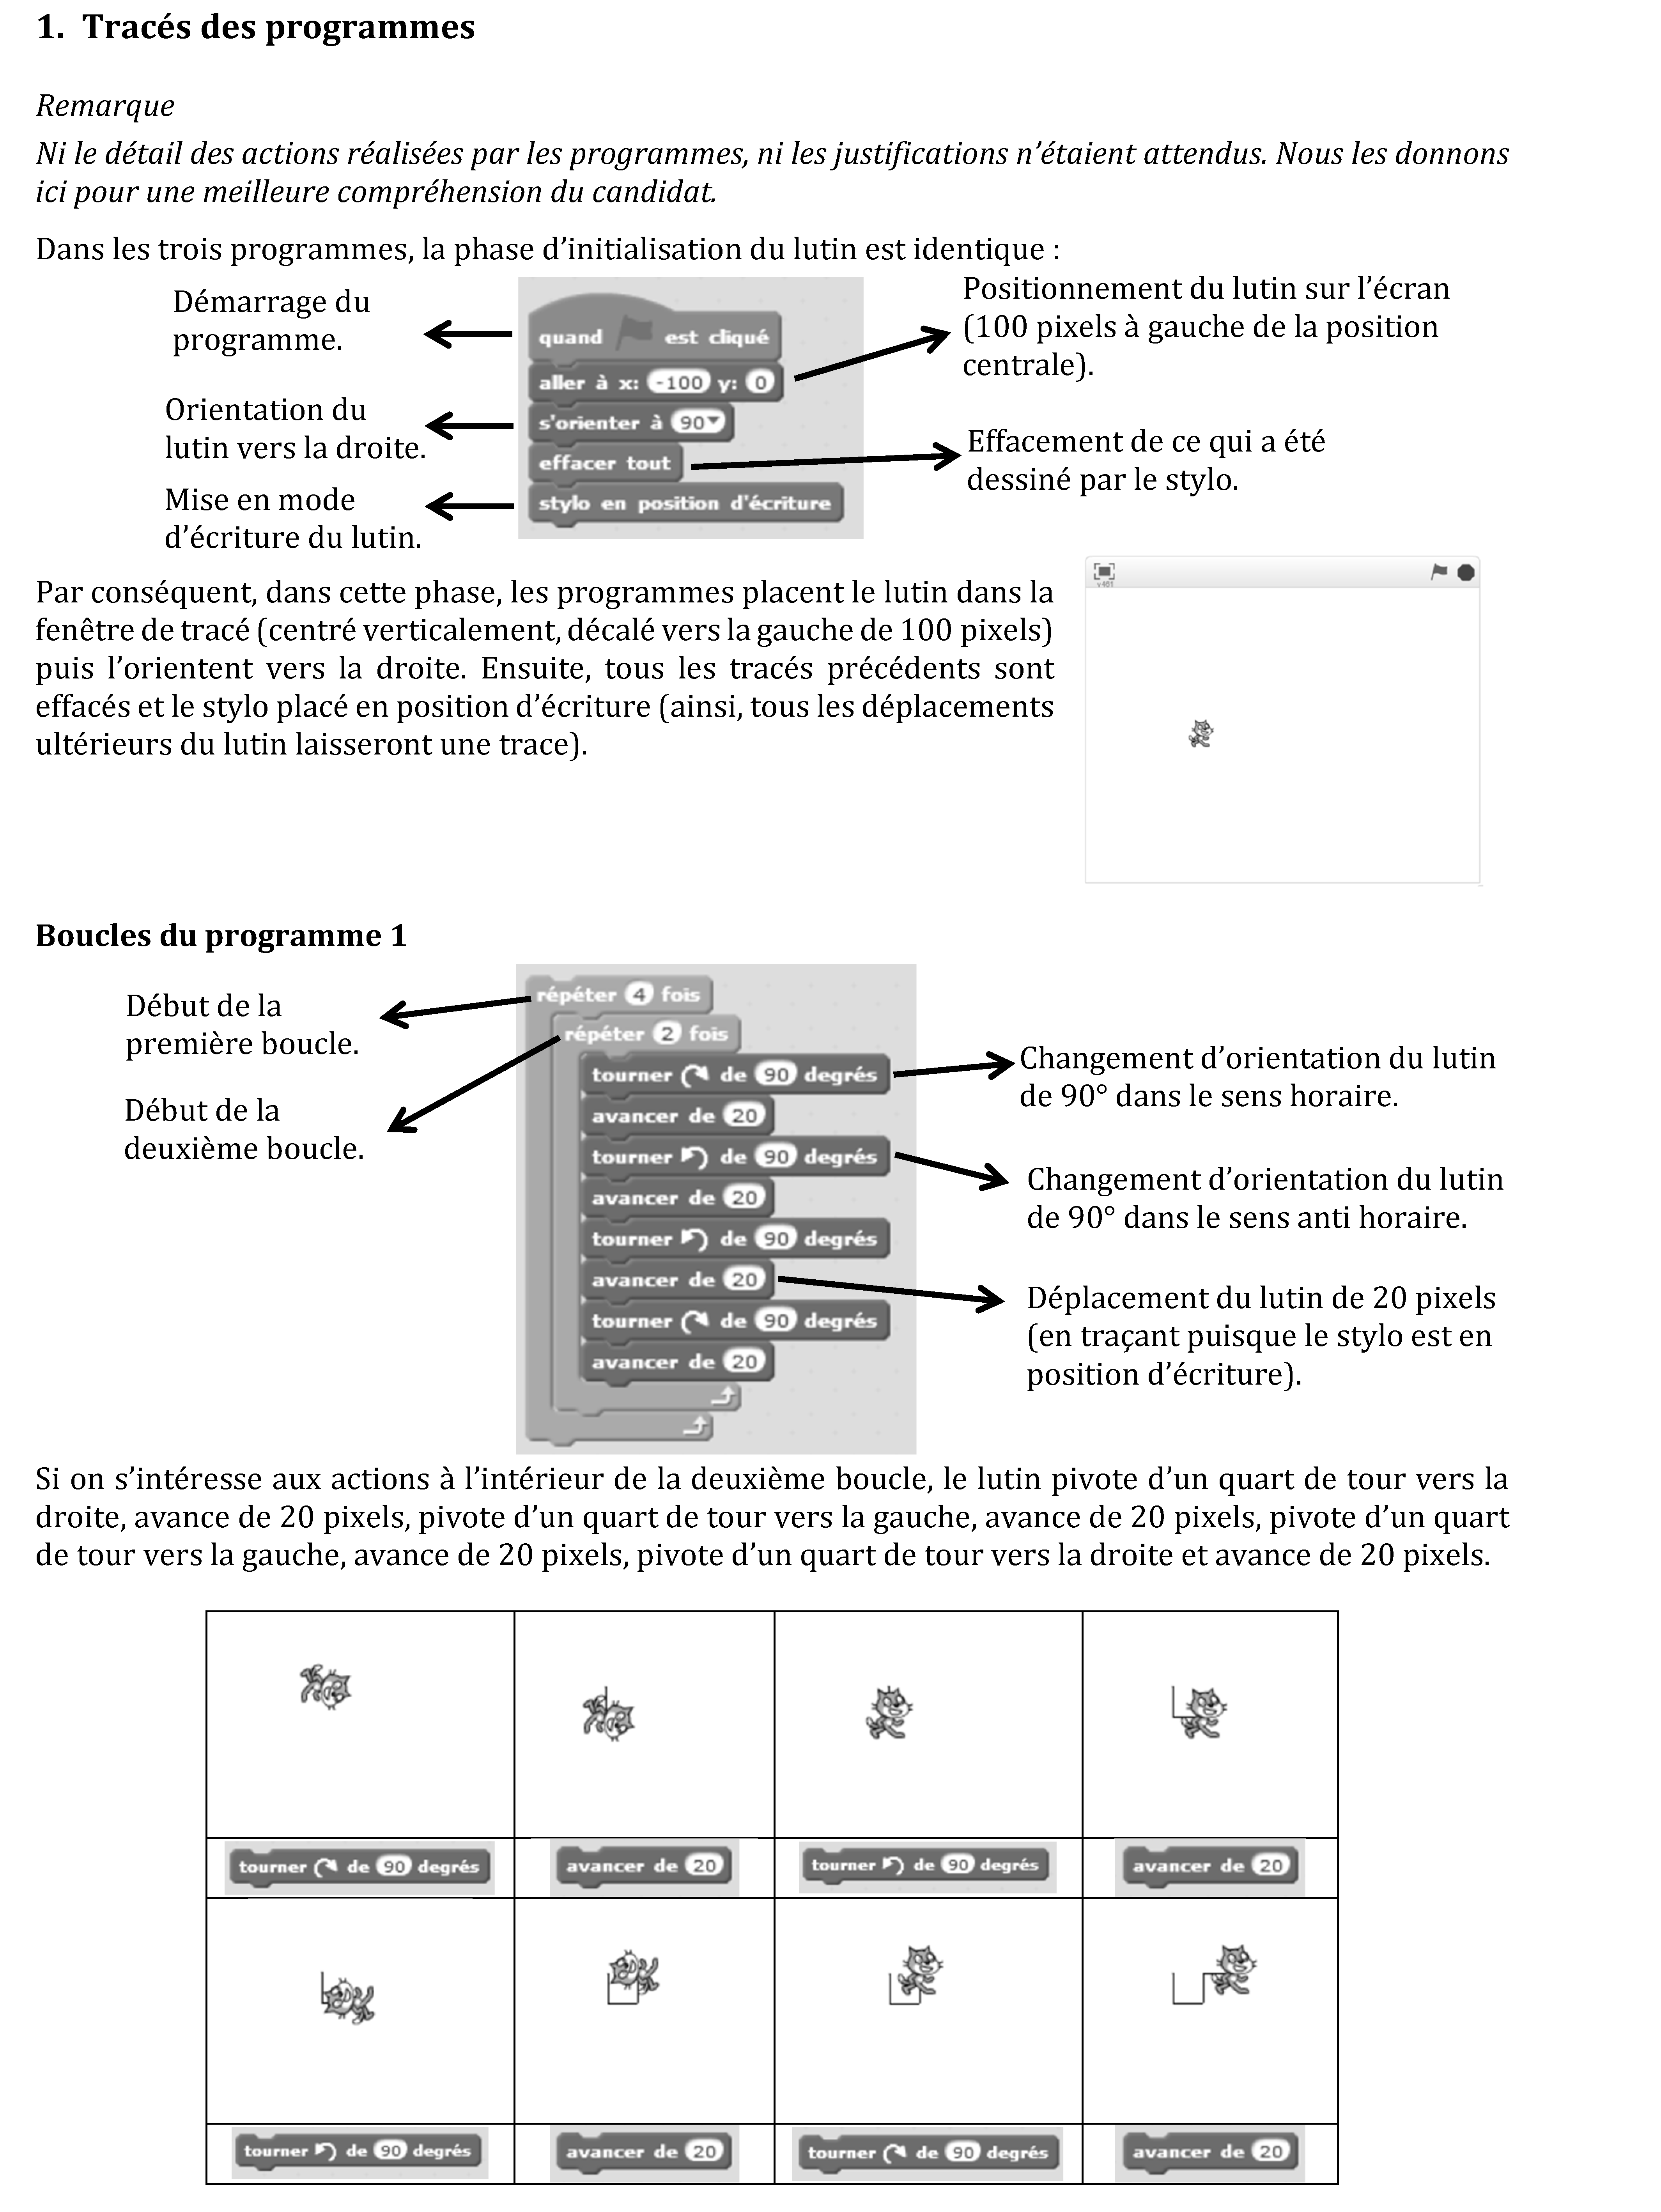 1. Tracés des programmes
Remarque
Ni le détail des actions réalisées par les programmes, ni les justifications n’étaient attendus. Nous les donnons
ici pour une meilleure compréhension du candidat.
Dans les trois programmes, la phase d’initialisation du lutin est identique :
Démarrage du
programme.
Orientation du
lutin vers la droite.
Mise en mode
d’écriture du lutin.
quand est cliqué
aller à x: -100 y: 0
s'orienter à 90
effacer tout
stylo en position d'écriture
Positionnement du lutin sur l’écran
(100 pixels à gauche de la position
centrale).
Effacement de ce qui a été
dessiné par le stylo.
Par conséquent, dans cette phase, les programmes placent le lutin dans la
fenêtre de tracé (centré verticalement, décalé vers la gauche de 100 pixels)
puis l’orientent vers la droite. Ensuite, tous les tracés précédents sont
effacés et le stylo placé en position d’écriture (ainsi, tous les déplacements
ultérieurs du lutin laisseront une trace).
v461
Boucles du programme 1
Début de la
première boucle.
Début de la
deuxième boucle.
répéter 4 fois
répéter 2 fois
tourner de 90 degrés
avancer de 20
tourner de 90 degrés
avancer de 20
tourner de 90 degrés
avancer de 20
tourner de 90 degrés
avancer de 20
Changement d’orientation du lutin
de 90° dans le sens horaire.
Changement d’orientation du lutin
de 90° dans le sens anti horaire.
Déplacement du lutin de 20 pixels
(en traçant puisque le stylo est en
position d’écriture).
Si on s’intéresse aux actions à l’intérieur de la deuxième boucle, le lutin pivote d’un quart de tour vers la
droite, avance de 20 pixels, pivote d’un quart de tour vers la gauche, avance de 20 pixels, pivote d’un quart
de tour vers la gauche, avance de 20 pixels, pivote d’un quart de tour vers la droite et avance de 20 pixels.
tourner de 90 degrés
avancer de 20
tourner de 90 degrés
avancer de 20
tourner de 90 degrés
avancer de 20
tourner de 90 degrés
avancer de 20